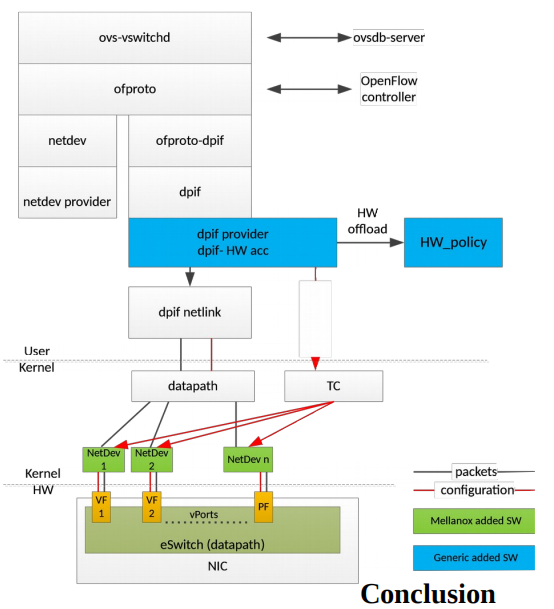 ovs-vswitchd
ovsdb-server
ofproto
OpenFlow
controller
netdev
ofproto-dpif
netdev provider
dpif
dpif provider
dpif- HW acc
HW
offload
HW_policy
dpif netlink
User
Kernel
datapath
TC
NetDev
1
NetDev
2
NetDev n
Kernel
HW
packets
configuration
VF
1
VF
2
vPorts
PF
eSwitch (datapath)
NIC
Mellanox added SW
Generic added SW
Conclusion